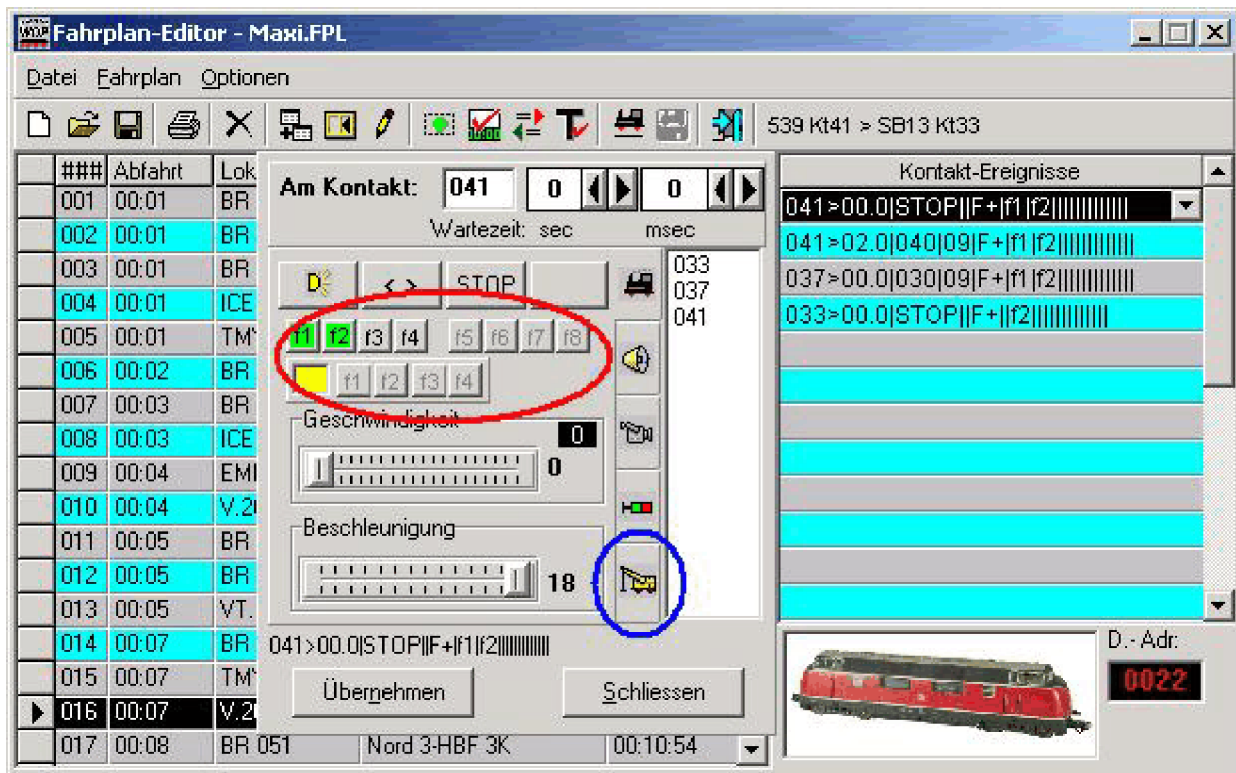 Fahrplan-Editor - Maxi.FPL
Datei Fahrplan Optionen
539 Kt41 > SB13 Kt33
### Abfahrt Lok
001 00:01 BR
002 00:01 BR
003 00:01 BR
004 00:01 ICE
005 00:01 TM
006 00:02 BR
007 00:03 BR
008 00:03 ICE
009 00:04 EM
010 00:04 V.2
011 00:05 BR
012 00:05 BR
013 00:05 VT.
014 00:07 BR
015 00:07 TM
016 00:07 V.2
017 00:08 BR 051 Nord 3-HBF 3K 00:10:54
Am Kontakt: 041 0 0
Wartezeit: sec msec
< > STOP
f1 f2 f3 f4 f5 f6 f7 f8
f1 f2 f3 f4
Geschwindigkeit
0
0
Beschleunigung
18
033
037
041
041>00.0|STOP||F+|f1|f2||||||||||||
Übernehmen Schliessen
Kontakt-Ereignisse
041>00.0|STOP||F+|f1|f2||||||||||||
041>02.0|040|09|F+|f1|f2||||||||||||
037>00.0|030|09|F+|f1|f2||||||||||||
033>00.0|STOP||F+||f2||||||||||||
D.- Adr:
0022